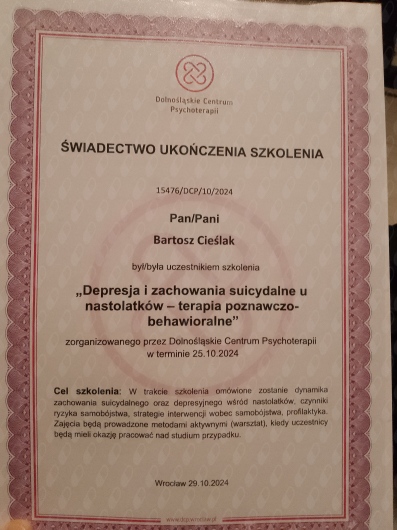 Dolnośląskie Centrum
Psychoterapii
ŚWIADECTWO UKOŃCZENIA SZKOLENIA
15476/DCP/10/2024
Pan/Pani
Bartosz Cieślak
był/była uczestnikiem szkolenia
„Depresja i zachowania suicydalne u
nastolatków – terapia poznawczo-
behawioralne”
zorganizowanego przez Dolnośląskie Centrum Psychoterapii
w terminie 25.10.2024
Cel szkolenia: W trakcie szkolenia omówione zostanie dynamika
zachowania suicydalnego oraz depresyjnego wśród nastolatków, czynniki
ryzyka samobójstwa, strategie interwencji wobec samobójstwa, profilaktyka.
Zajęcia będą prowadzone metodami aktywnymi (warsztat), kiedy uczestnicy
będą mieli okazję pracować nad studium przypadku.
Wrocław 29.10.2024